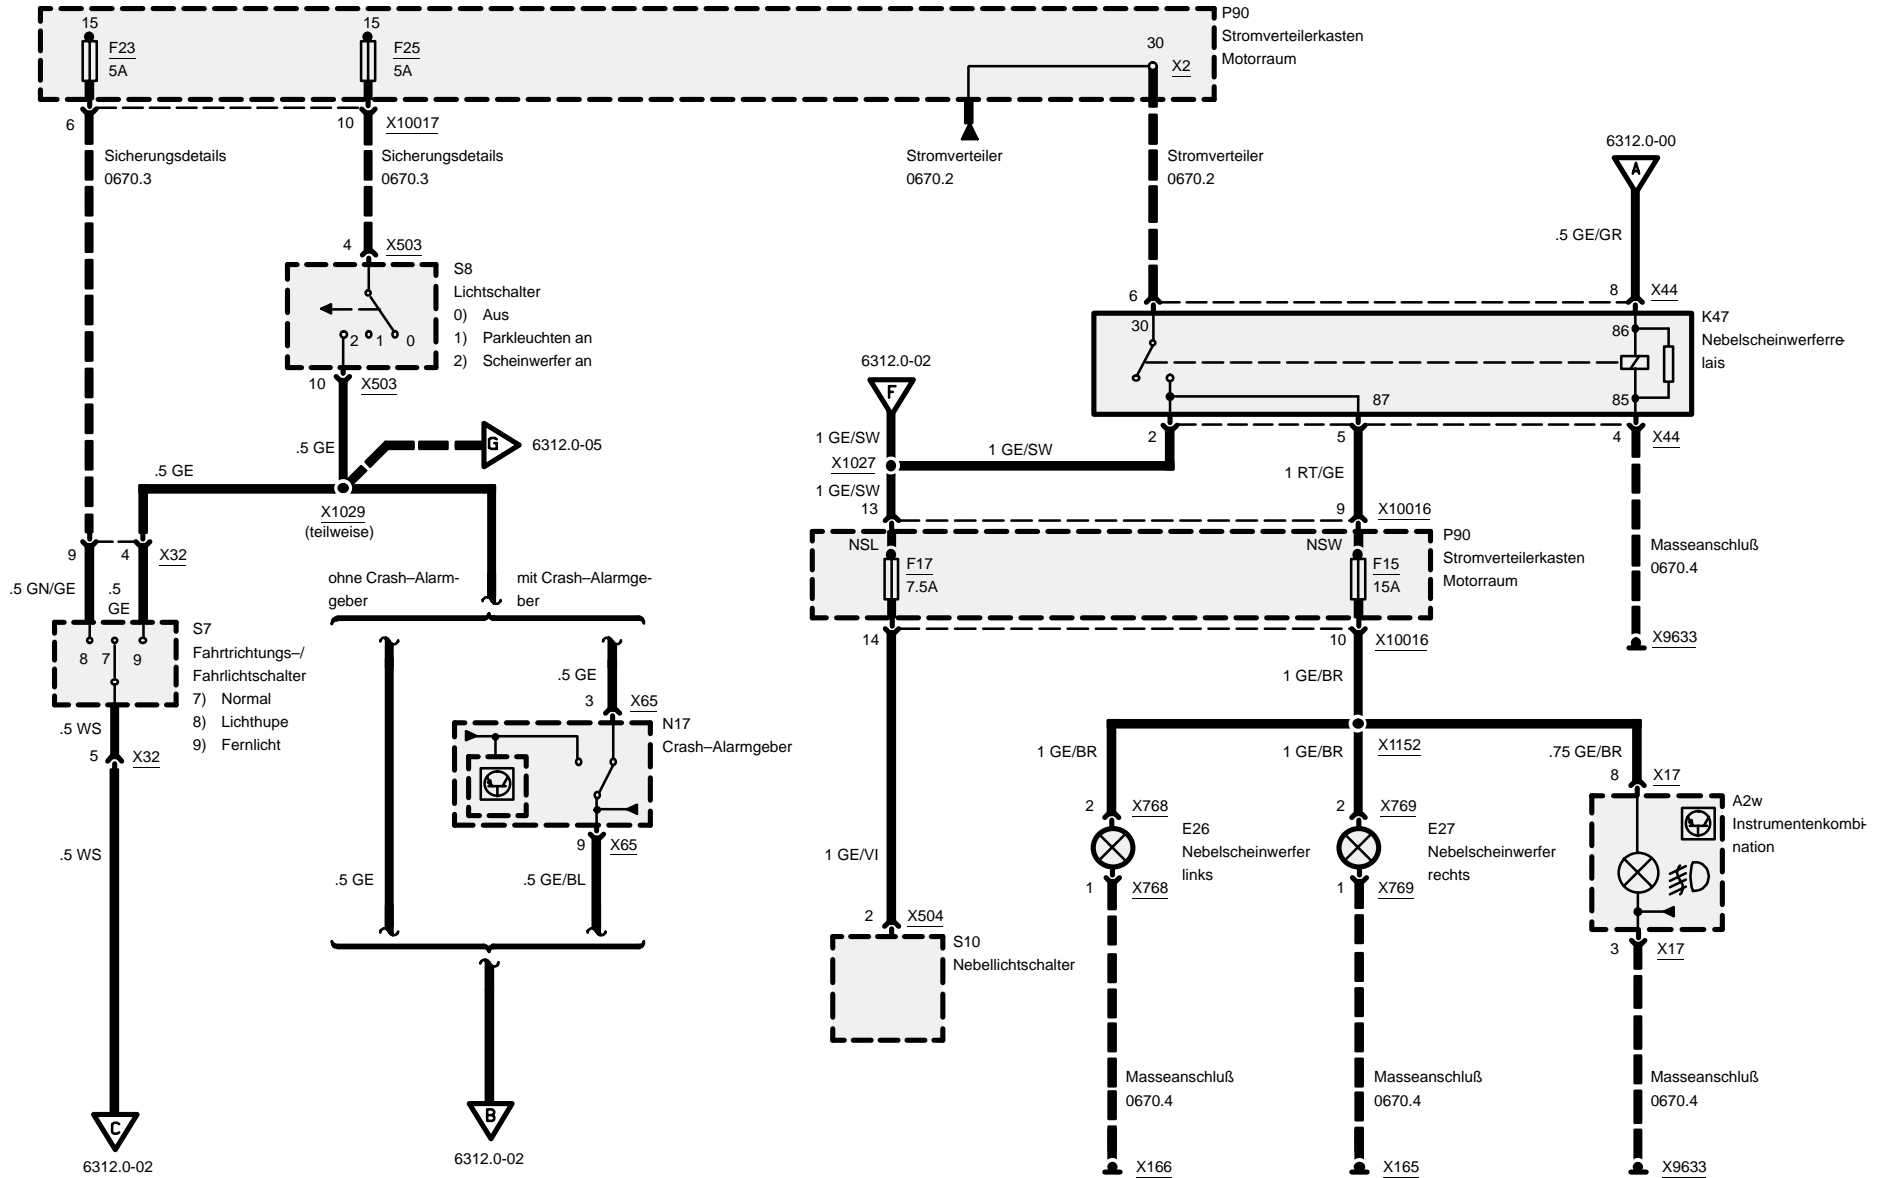 15
F23
5A
15
F25
5A
30
X2
P90
Stromverteilerkasten
Motorraum
6
10
X10017
Sicherungsdetails
0670.3
Sicherungsdetails
0670.3
Stromverteiler
0670.2
Stromverteiler
0670.2
6312.0-00
A
.5 GE/GR
4
X503
S8
Lichtschalter
0) Aus
1) Parkleuchten an
2) Scheinwerfer an
2
1
0
10
X503
.5 GE
G
6312.0-05
.5 GE
X1029
(teilweise)
6
8
X44
30
86
87
85
K47
Nebelscheinwerferre-
lais
6312.0-02
F
2
5
4
X44
1 GE/SW
X1027
1 GE/SW
1 GE/SW
1 RT/GE
13
9
X10016
NSL
F17
7.5A
NSW
F15
15A
P90
Stromverteilerkasten
Motorraum
Masseanschluß
0670.4
X9633
14
10
X10016
9
4
X32
.5 GN/GE
.5
GE
S7
Fahrtrichtungs–/
Fahrlichtschalter
7) Normal
8) Lichthupe
9) Fernlicht
8
7
9
.5 WS
5
X32
.5 WS
C
6312.0-02
ohne Crash–Alarm-
geber
mit Crash–Alarmge-
ber
.5 GE
3
X65
N17
Crash–Alarmgeber
9
X65
.5 GE
.5 GE/BL
B
6312.0-02
1 GE/VI
2
X504
S10
Nebellichtschalter
1 GE/BR
X1152
1 GE/BR
1 GE/BR
.75 GE/BR
2
X768
E26
Nebelscheinwerfer
links
1
X768
2
X769
E27
Nebelscheinwerfer
rechts
1
X769
8
X17
A2w
Instrumentenkombi-
nation
3
X17
Masseanschluß
0670.4
X166
Masseanschluß
0670.4
X165
Masseanschluß
0670.4
X9633